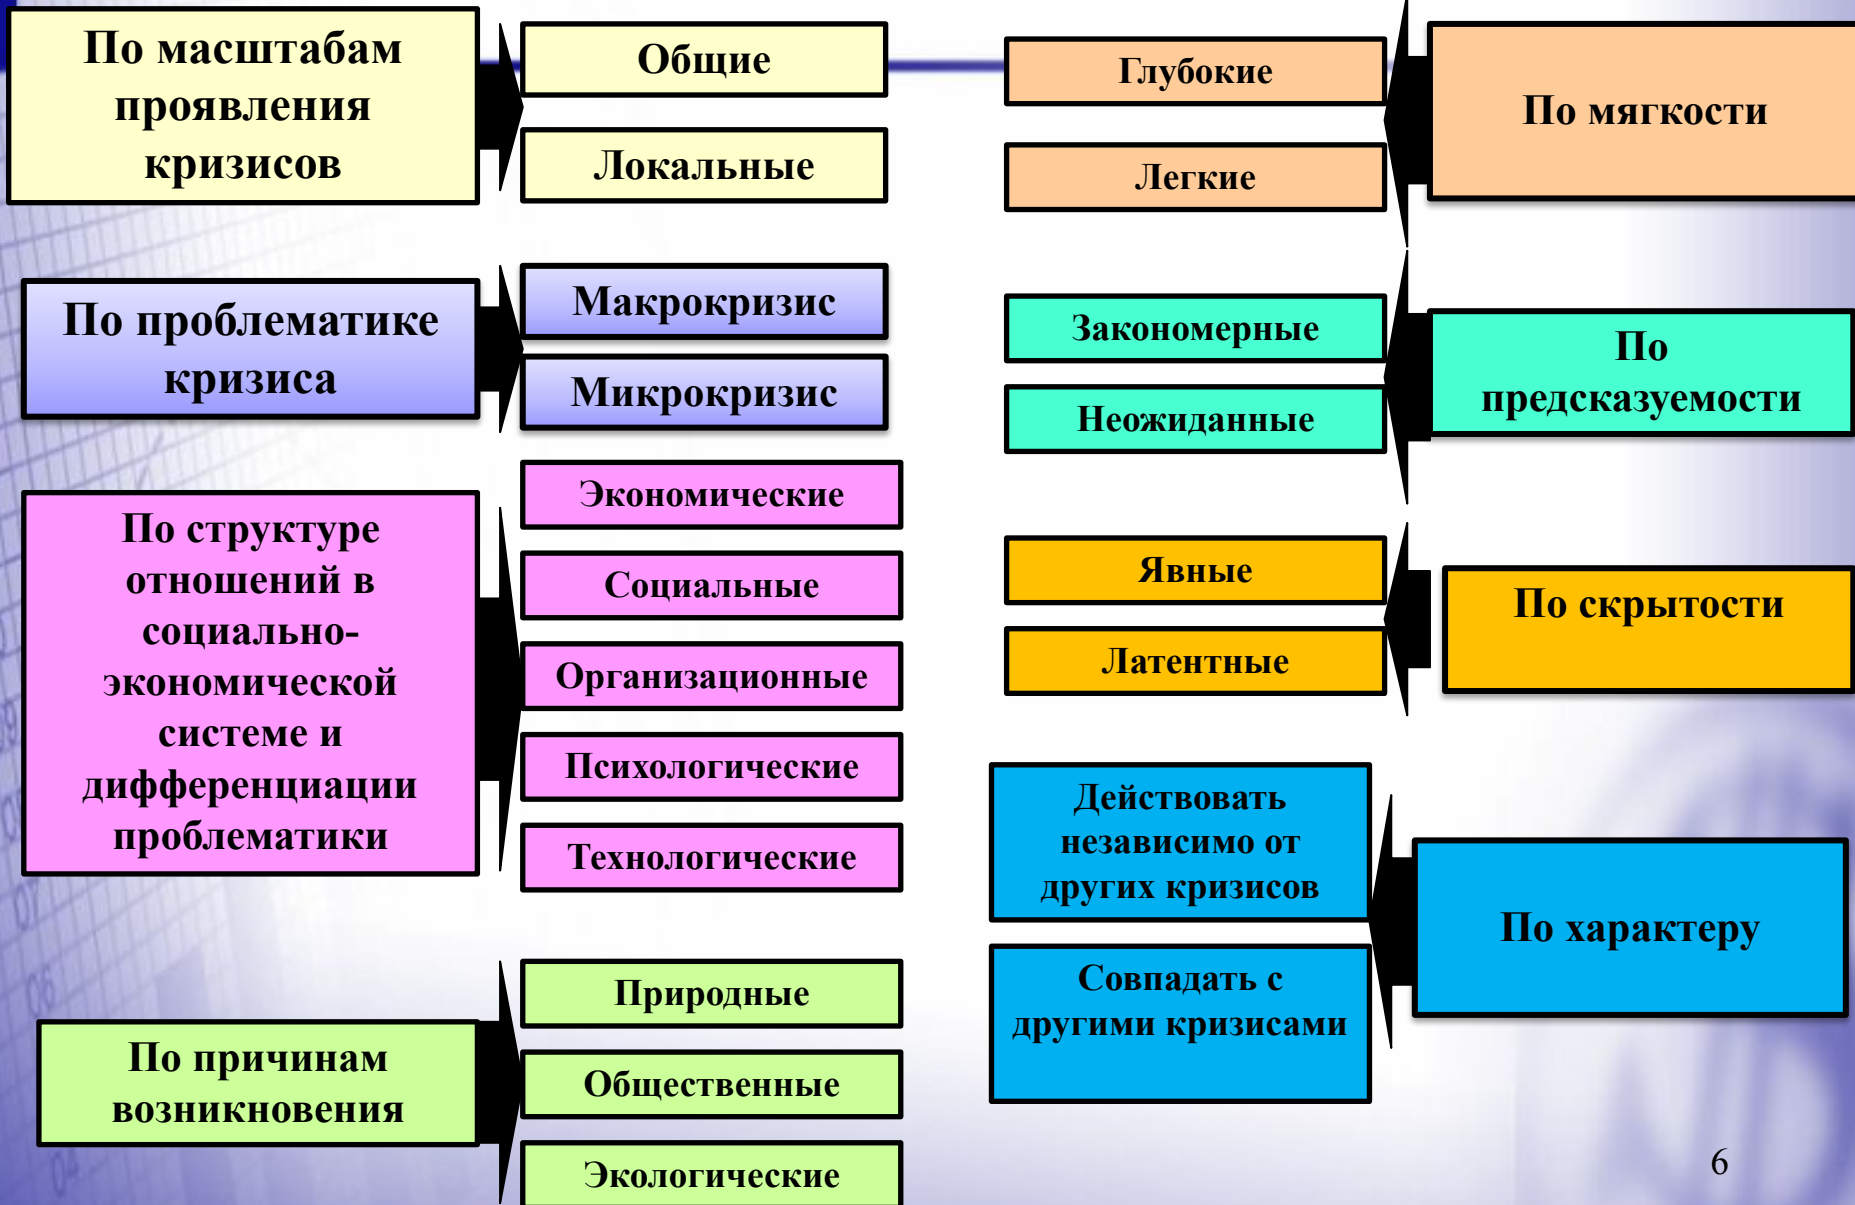 По масштабам
проявления
кризисов
Общие
Локальные
По проблематике
кризиса
Макрокризис
Микрокризис
По структуре
отношений в
социально-
экономической
системе и
дифференциации
проблематики
Экономические
Социальные
Организационные
Психологические
Технологические
По причинам
возникновения
Природные
Общественные
Экологические
Глубокие
Легкие
По мягкости
Закономерные
Неожиданные
По
предсказуемости
Явные
Латентные
По скрытости
Действовать
независимо от
других кризисов
Совпадать с
другими кризисами
По характеру
6